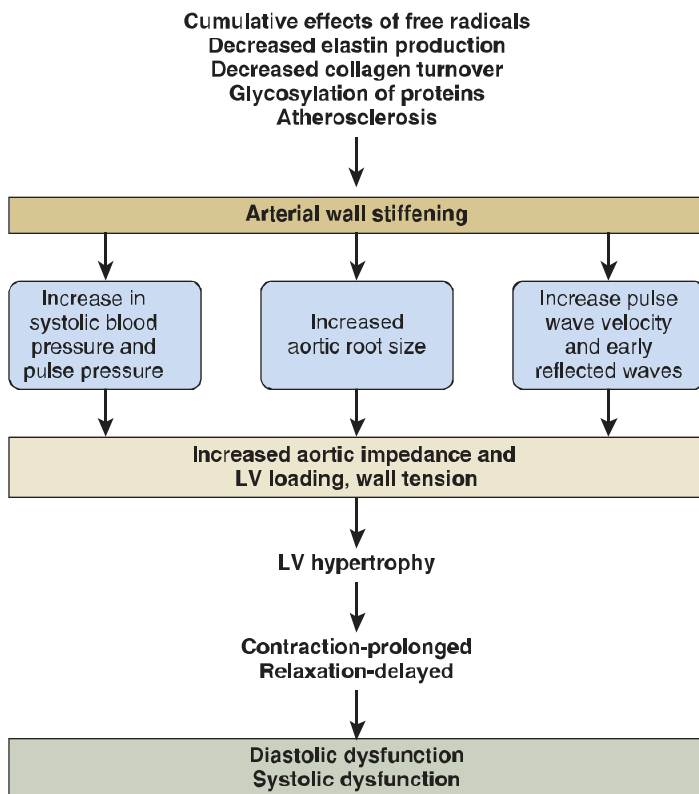 Cumulative effects of free radicals
Decreased elastin production
Decreased collagen turnover
Glycosylation of proteins
Atherosclerosis
Arterial wall stiffening
Increase in
systolic blood
pressure and
pulse pressure
Increased
aortic root size
Increase pulse
wave velocity
and early
reflected waves
Increased aortic impedance and
LV loading, wall tension
LV hypertrophy
Contraction-prolonged
Relaxation-delayed
Diastolic dysfunction
Systolic dysfunction